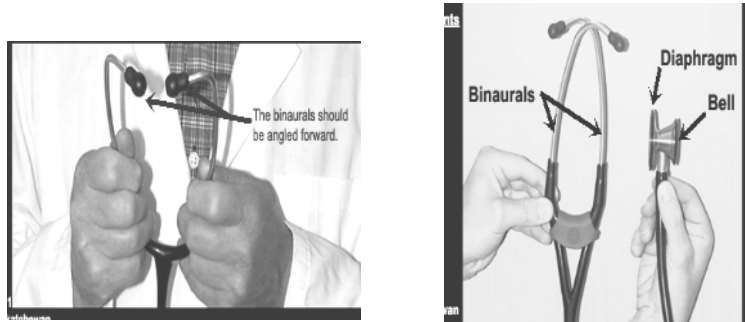 The binaurals should
be angled forward.
Diaphragm
Binaurals
Bell